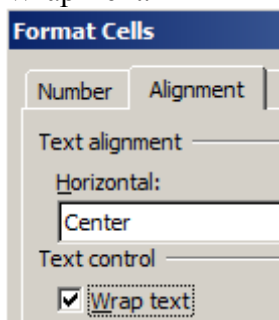 Format Cells
Number Alignment
Text alignment
Horizontal:
Center
Text control
Wrap text